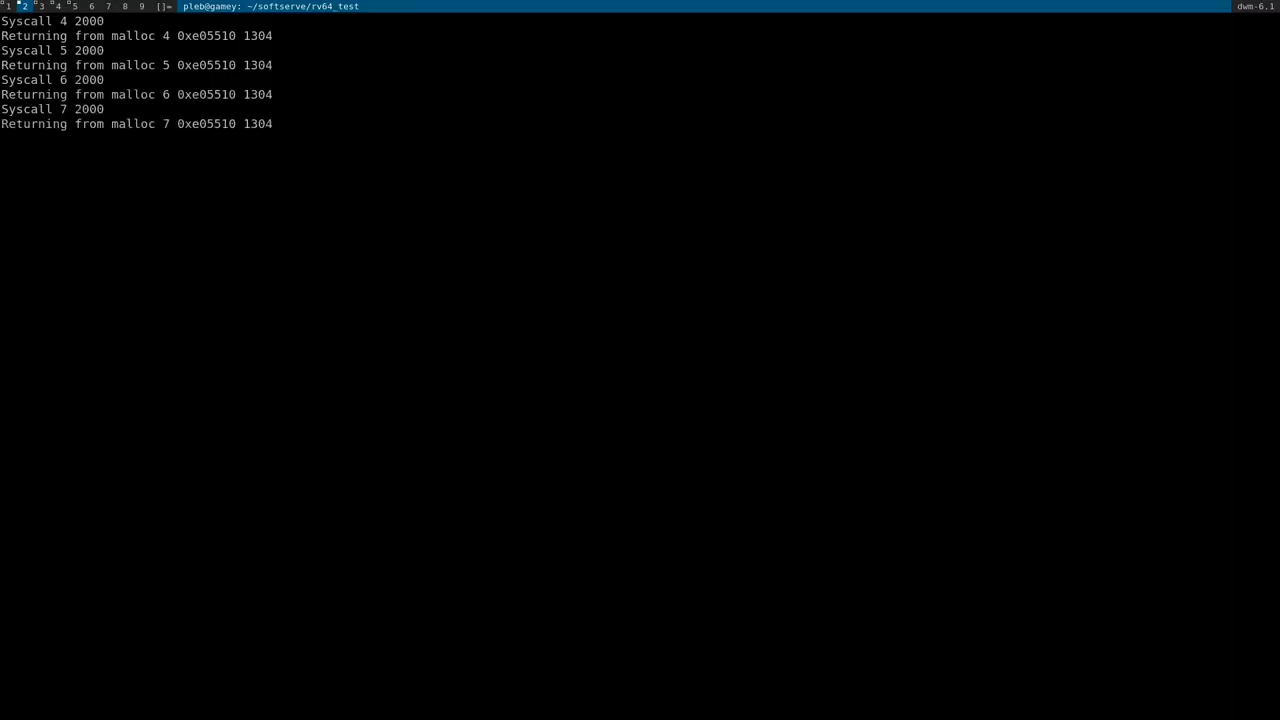 1 2 3 4 5 6 7 8 9 []= pleb@gamey: ~/softserve/rv64_test dwm-6.1
Syscall 4 2000
Returning from malloc 4 0xe05510 1304
Syscall 5 2000
Returning from malloc 5 0xe05510 1304
Syscall 6 2000
Returning from malloc 6 0xe05510 1304
Syscall 7 2000
Returning from malloc 7 0xe05510 1304